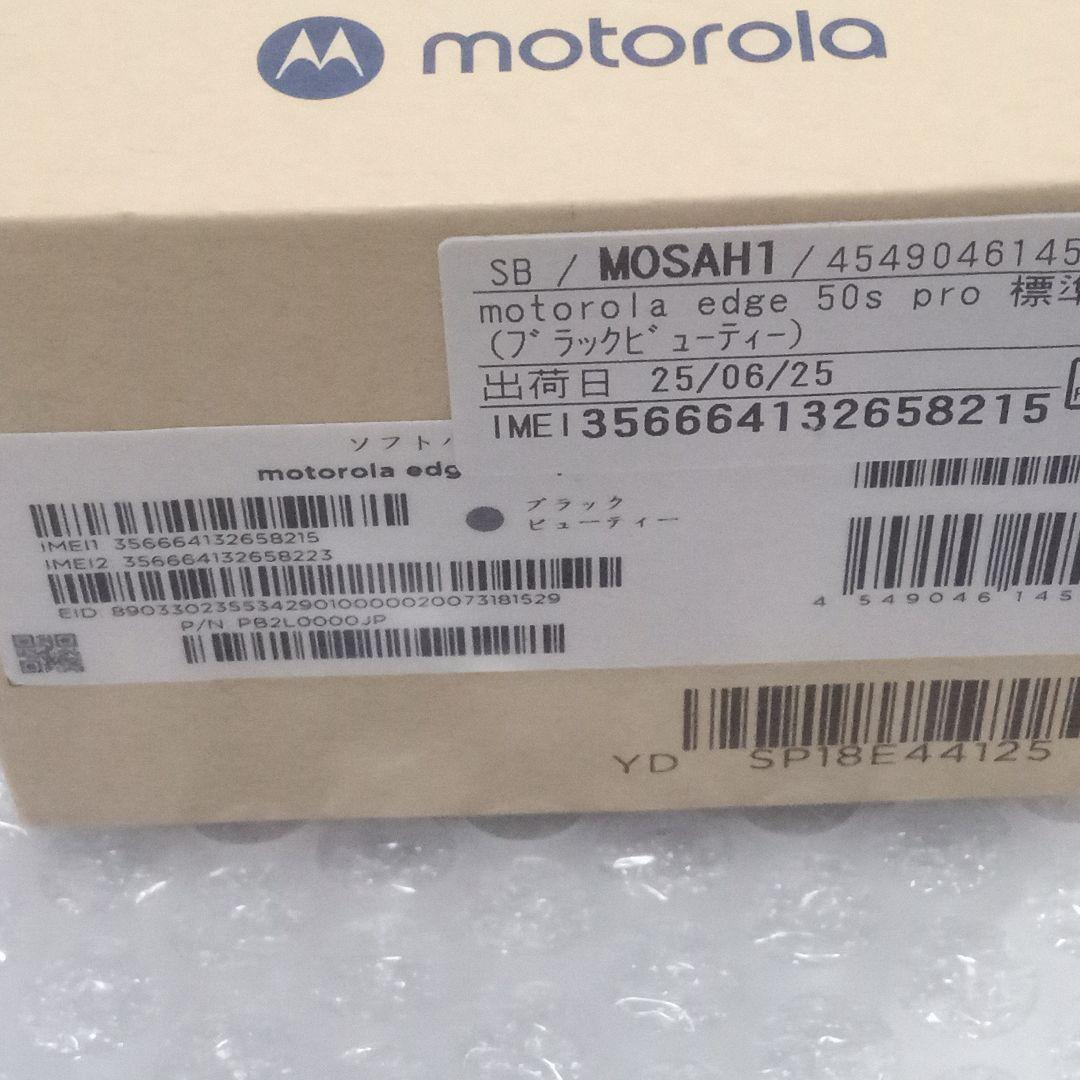 motorola
SB / MOSAH1 / 4549046145
motorola edge 50s pro 標準
(ブラックビューティー)
出荷日 25/06/25
IMEI356664132658215
ソフト
motorola edg
ブラック
ビューティー
IMEI1 356664132658215
IMEI2 356664132658223
EID 89033023553429010000020073181529
P/N PB2L0000JP
4 549046 145
YD SP18E44125